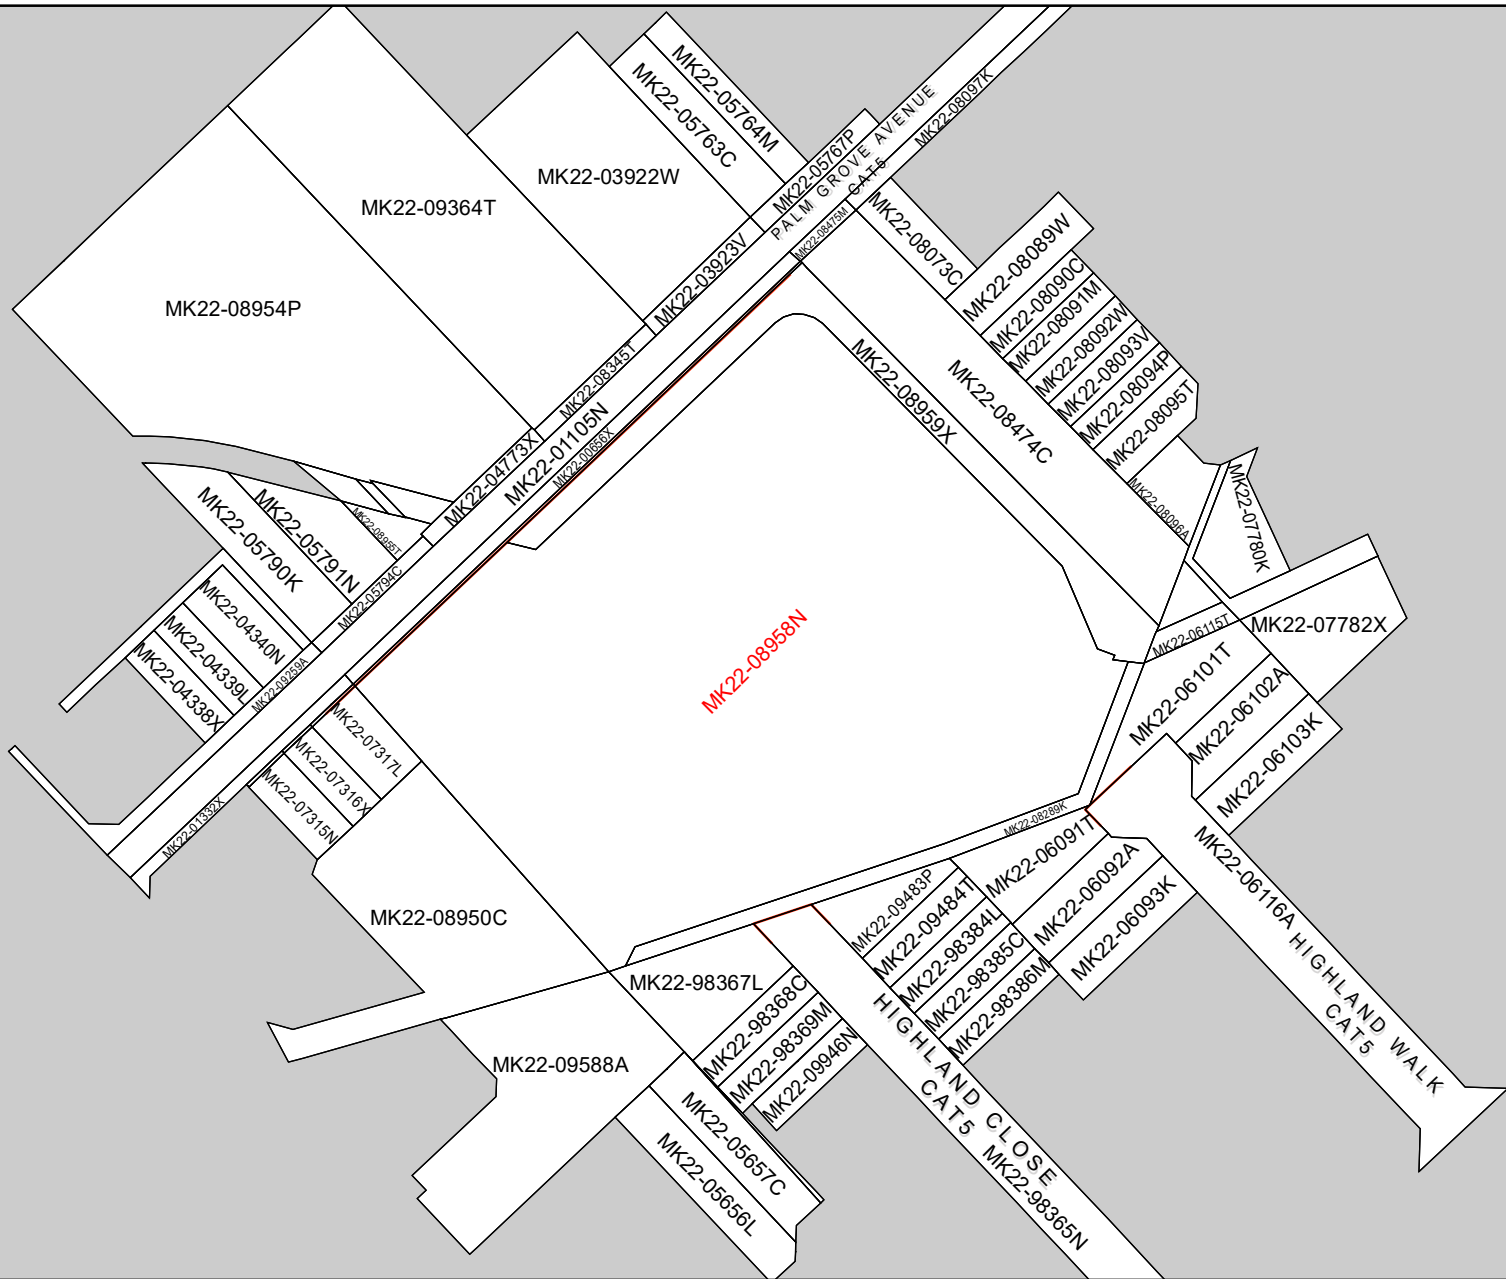 MK22-05764M
MK22-05763C
MK22-03922W
MK22-09364T
MK22-08954P
MK22-05767P
PALM GROVE AVENUE
CAT5
MK22-08097K
MK22-08475M
MK22-03923V
MK22-08345T
MK22-04773X
MK22-01105N
MK22-00656X
MK22-08073C
MK22-08089W
MK22-08090C
MK22-08091M
MK22-08092W
MK22-08093V
MK22-08094P
MK22-08095T
MK22-08096A
MK22-07780K
MK22-08474C
MK22-08959X
MK22-08955T
MK22-05791N
MK22-05790K
MK22-05794C
MK22-04340N
MK22-04339L
MK22-04338X
MK22-09259A
MK22-01332X
MK22-07317L
MK22-07316X
MK22-07315N
MK22-08958N
MK22-06115T
MK22-07782X
MK22-06101T
MK22-06102A
MK22-06103K
MK22-08289K
MK22-06091T
MK22-06092A
MK22-06093K
MK22-06116A
HIGHLAND WALK
CAT5
MK22-09483P
MK22-09484T
MK22-98384L
MK22-98385C
MK22-98386M
MK22-08950C
MK22-98367L
MK22-98368C
MK22-98369M
MK22-09946N
HIGHLAND CLOSE
CAT5
MK22-98365N
MK22-09588A
MK22-05657C
MK22-05656L